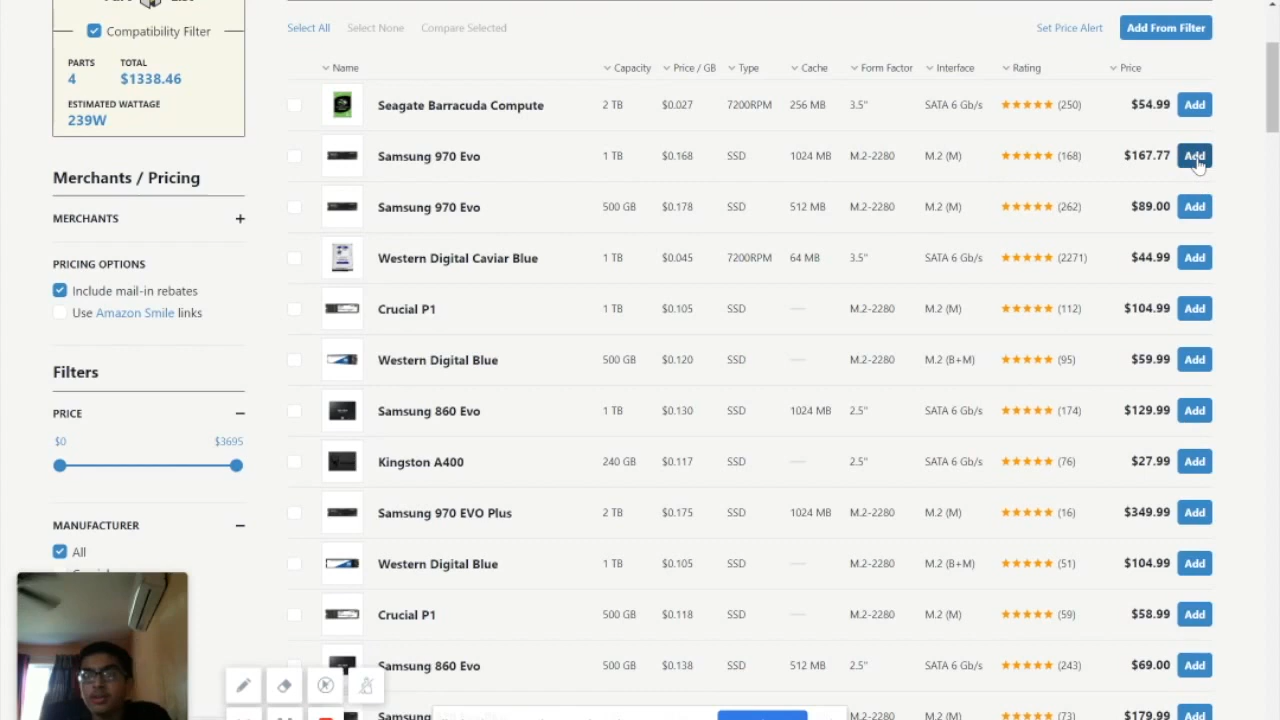 Compatibility Filter
PARTS TOTAL
4 $1338.46
ESTIMATED WATTAGE
239W
Merchants / Pricing
MERCHANTS +
PRICING OPTIONS
Include mail-in rebates
Use Amazon Smile links
Filters
PRICE −
$0 $3695
MANUFACTURER −
All
Select All Select None Compare Selected Set Price Alert Add From Filter
Name Capacity Price / GB Type Cache Form Factor Interface Rating Price
Seagate Barracuda Compute 2 TB $0.027 7200RPM 256 MB 3.5" SATA 6 Gb/s (250) $54.99 Add
Samsung 970 Evo 1 TB $0.168 SSD 1024 MB M.2-2280 M.2 (M) (168) $167.77 Add
Samsung 970 Evo 500 GB $0.178 SSD 512 MB M.2-2280 M.2 (M) (262) $89.00 Add
Western Digital Caviar Blue 1 TB $0.045 7200RPM 64 MB 3.5" SATA 6 Gb/s (2271) $44.99 Add
Crucial P1 1 TB $0.105 SSD — M.2-2280 M.2 (M) (112) $104.99 Add
Western Digital Blue 500 GB $0.120 SSD — M.2-2280 M.2 (B+M) (95) $59.99 Add
Samsung 860 Evo 1 TB $0.130 SSD 1024 MB 2.5" SATA 6 Gb/s (174) $129.99 Add
Kingston A400 240 GB $0.117 SSD — 2.5" SATA 6 Gb/s (76) $27.99 Add
Samsung 970 EVO Plus 2 TB $0.175 SSD 1024 MB M.2-2280 M.2 (M) (16) $349.99 Add
Western Digital Blue 1 TB $0.105 SSD — M.2-2280 M.2 (B+M) (51) $104.99 Add
Crucial P1 500 GB $0.118 SSD — M.2-2280 M.2 (M) (59) $58.99 Add
Samsung 860 Evo 500 GB $0.138 SSD 512 MB 2.5" SATA 6 Gb/s (243) $69.00 Add
Samsung 1 TB $0.180 SSD 1024 MB M.2-2280 M.2 (M) (73) $179.99 Add